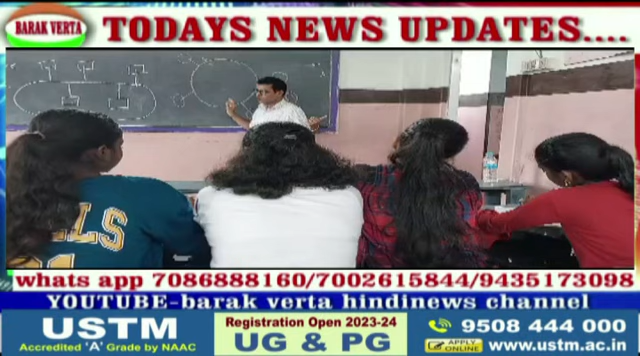 BARAK VERTA
TODAYS NEWS UPDATES....
LS
whats app 7086888160/7002615844/9435173098
YOUTUBE-barak verta hindinews channel
USTM
Accredited 'A' Grade by NAAC
Registration Open 2023-24
UG & PG
9508 444 000
APPLY ONLINE
www.ustm.ac.in